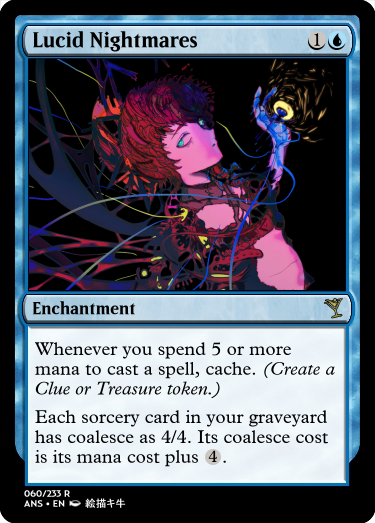 Lucid Nightmares 1
Enchantment
Whenever you spend 5 or more
mana to cast a spell, cache. (Create a
Clue or Treasure token.)
Each sorcery card in your graveyard
has coalesce as 4/4. Its coalesce cost
is its mana cost plus 4.
060/233 R
ANS • EN 絵描キ牛